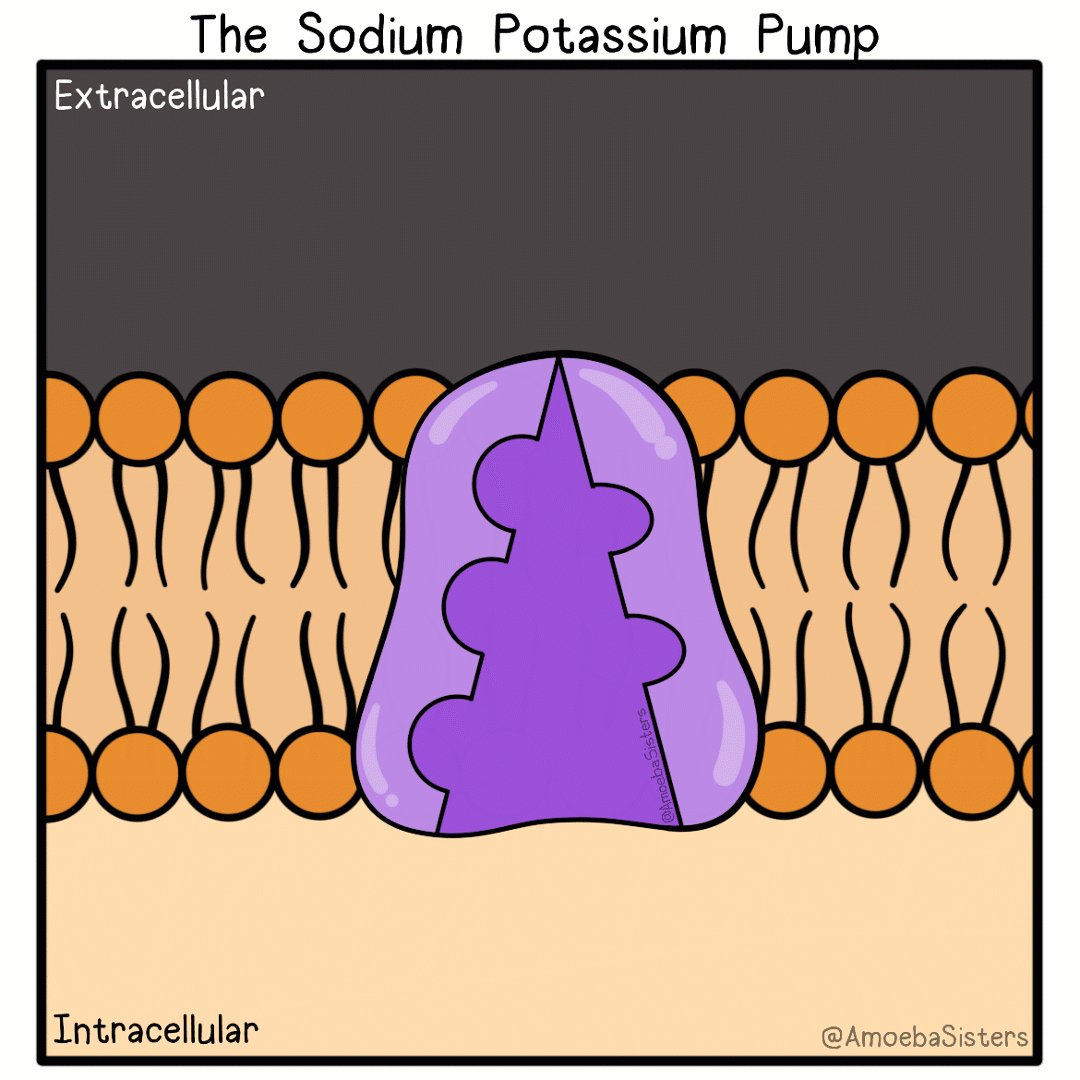 The Sodium Potassium Pump
Extracellular
@AmoebaSisters
Intracellular
@AmoebaSisters